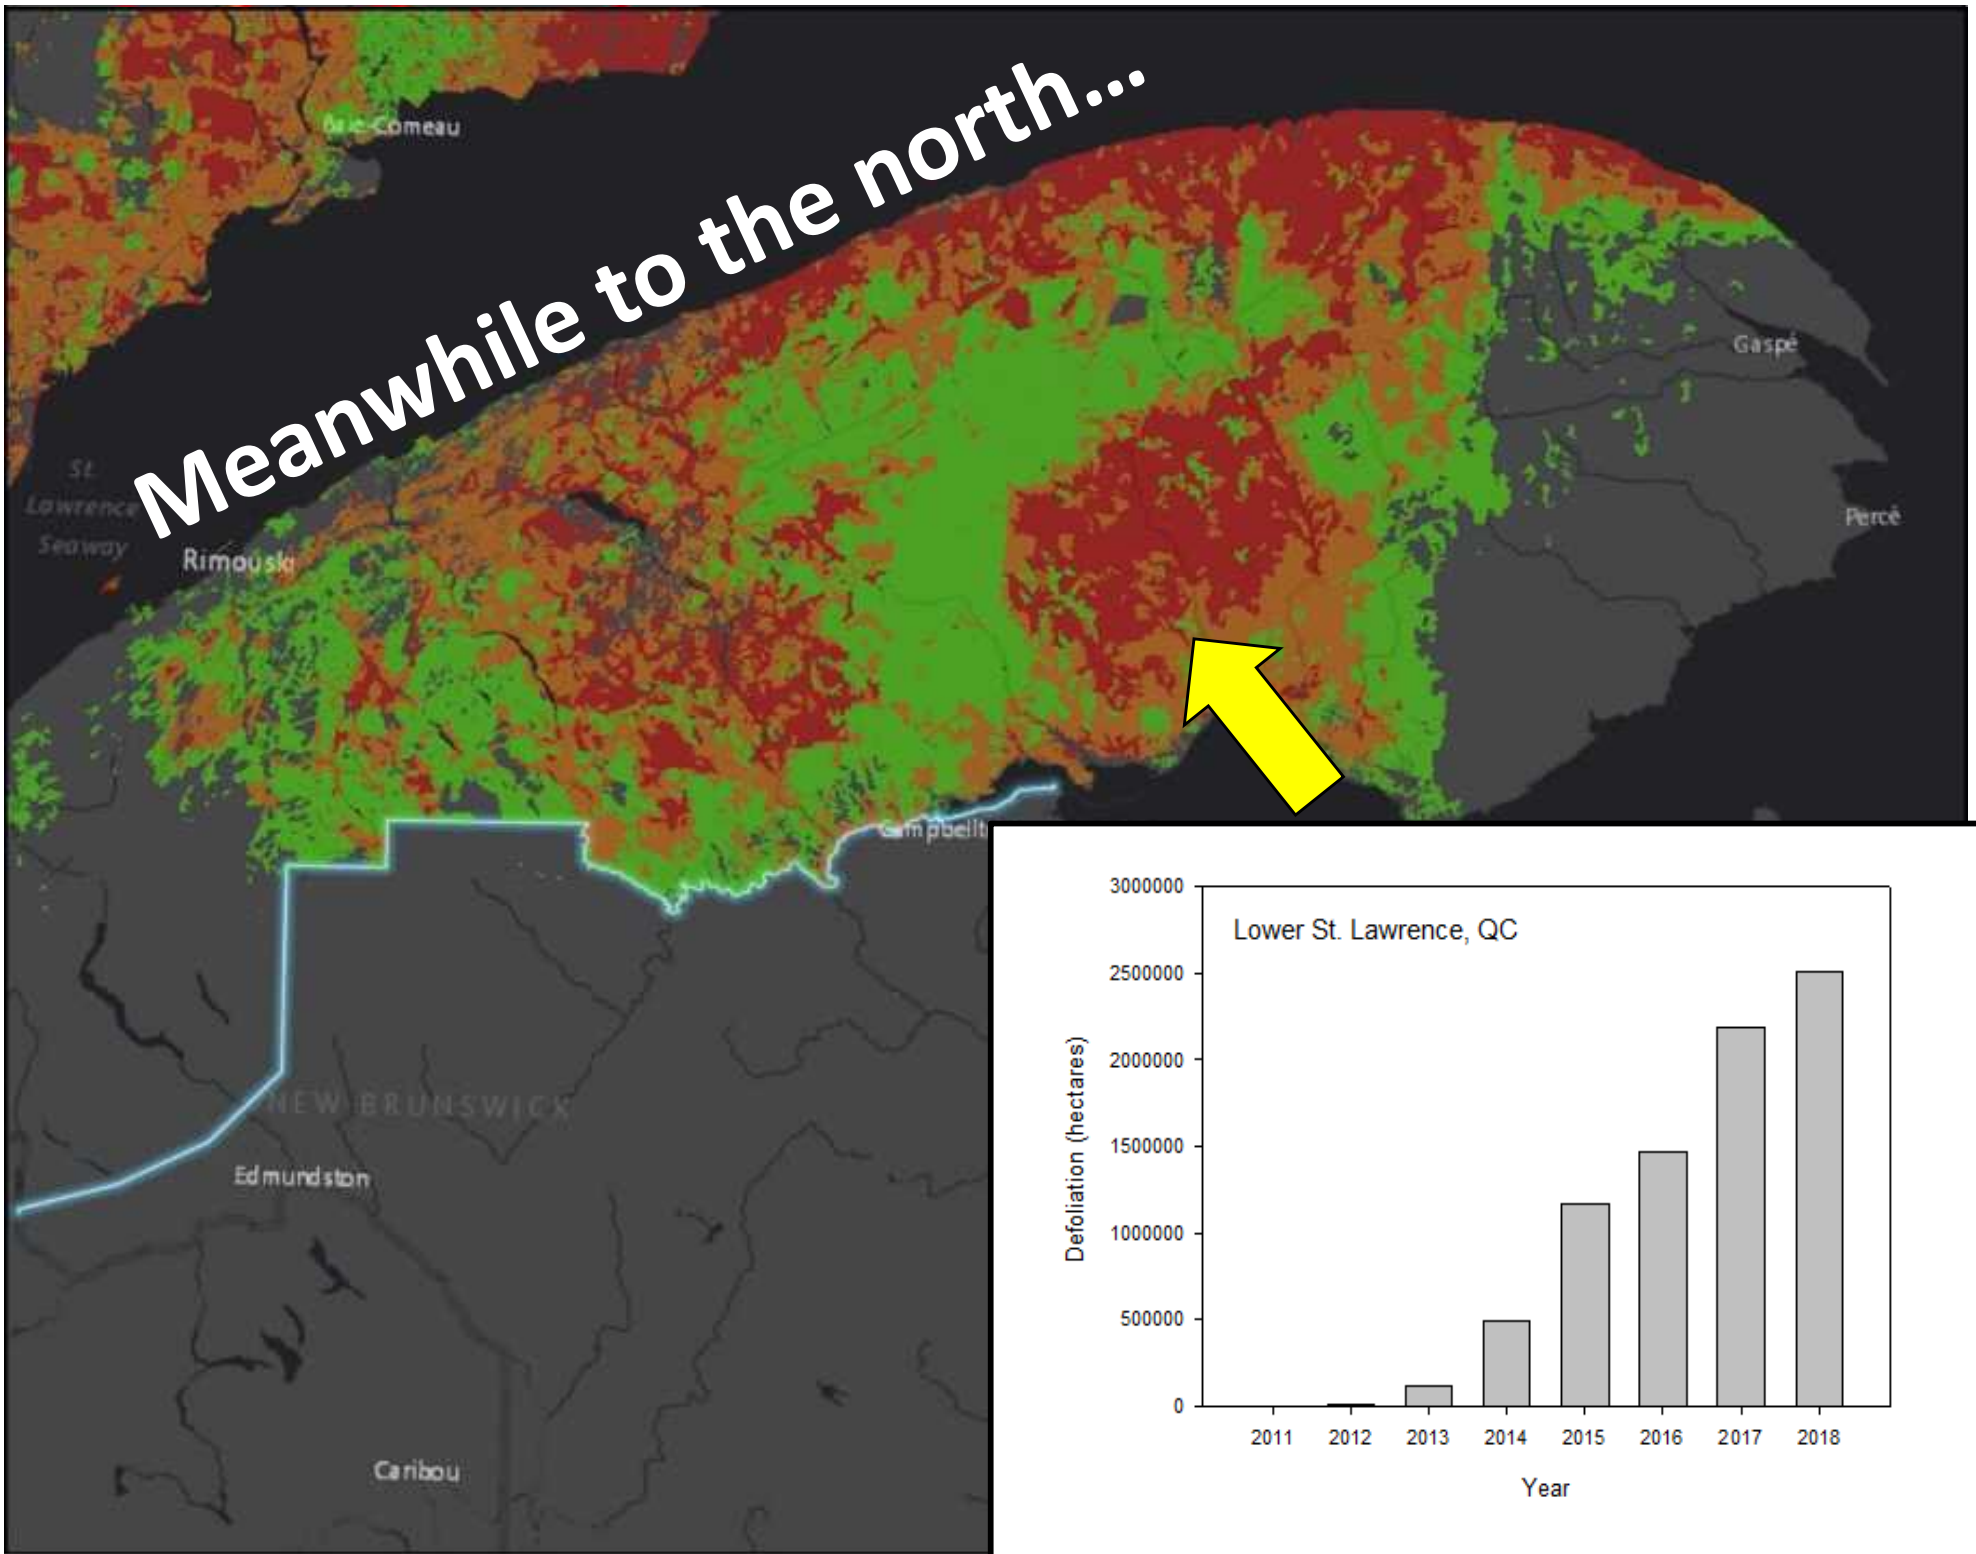 Meanwhile to the north...
Baie-Comeau
St.
Lawrence
Seaway
Rimouski
Gaspé
Percé
Campbellt
NEW BRUNSWICK
Edmundston
Caribou
Lower St. Lawrence, QC
Defoliation (hectares)
3000000
2500000
2000000
1500000
1000000
500000
0
2011 2012 2013 2014 2015 2016 2017 2018
Year